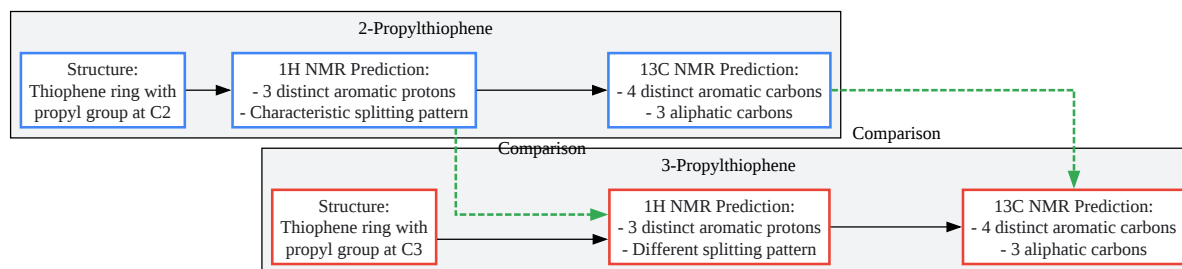 2-Propylthiophene
Structure:
Thiophene ring with
propyl group at C2
1H NMR Prediction:
- 3 distinct aromatic protons
- Characteristic splitting pattern
13C NMR Prediction:
- 4 distinct aromatic carbons
- 3 aliphatic carbons
Comparison
Comparison
3-Propylthiophene
Structure:
Thiophene ring with
propyl group at C3
1H NMR Prediction:
- 3 distinct aromatic protons
- Different splitting pattern
13C NMR Prediction:
- 4 distinct aromatic carbons
- 3 aliphatic carbons